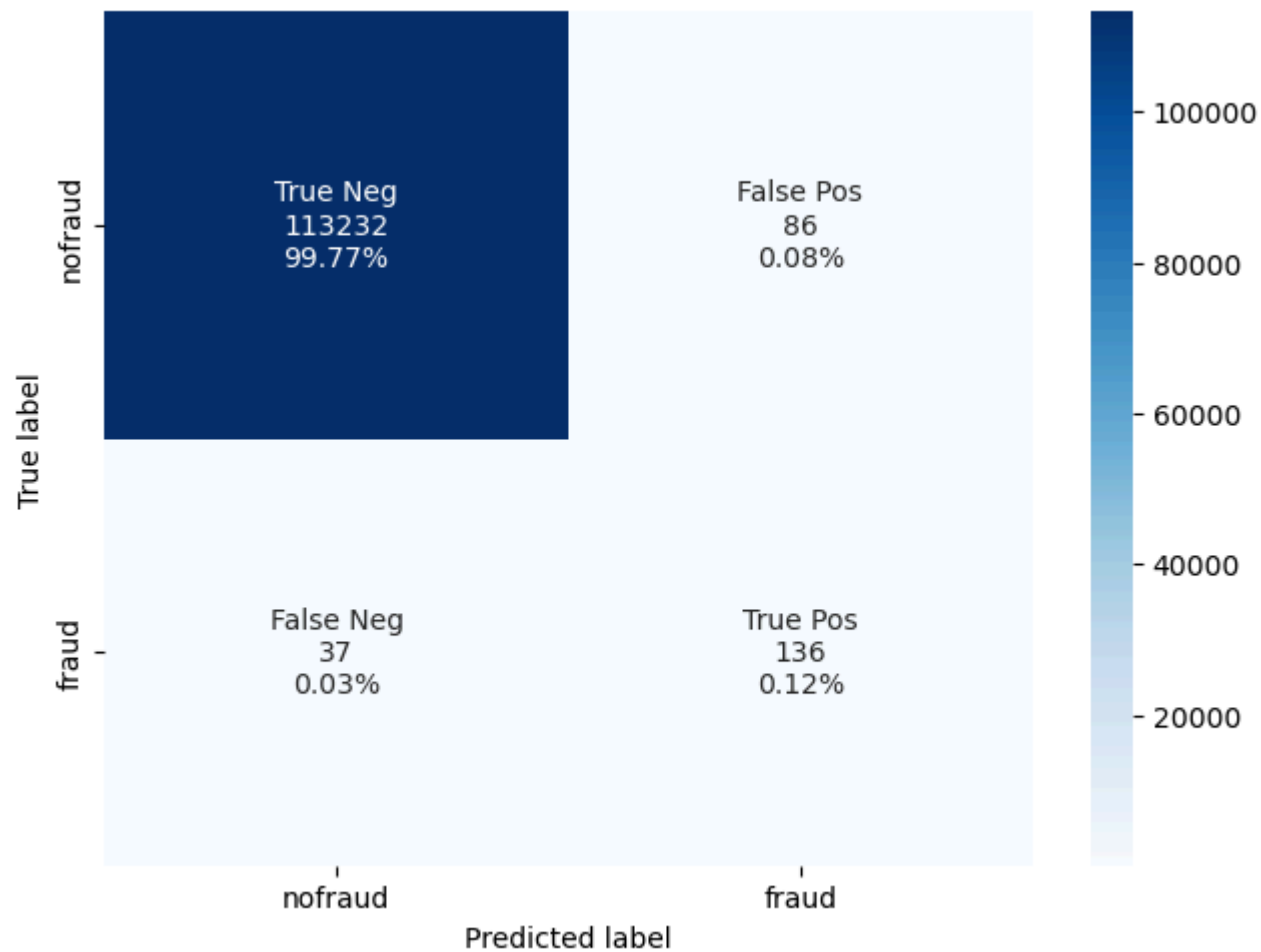 True Neg
113232
99.77%
False Pos
86
0.08%
False Neg
37
0.03%
True Pos
136
0.12%
nofraud
fraud
True label
nofraud
fraud
Predicted label
100000
80000
60000
40000
20000